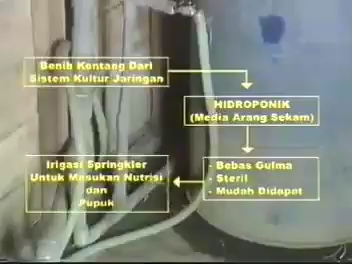 Benih Kentang Dari
Sistem Kultur Jaringan
HIDROPONIK
(Media Arang Sekam)
- Bebas Gulma
- Steril
- Mudah Didapat
Irigasi Springkler
Untuk Masukan Nutrisi
dan
Pupuk